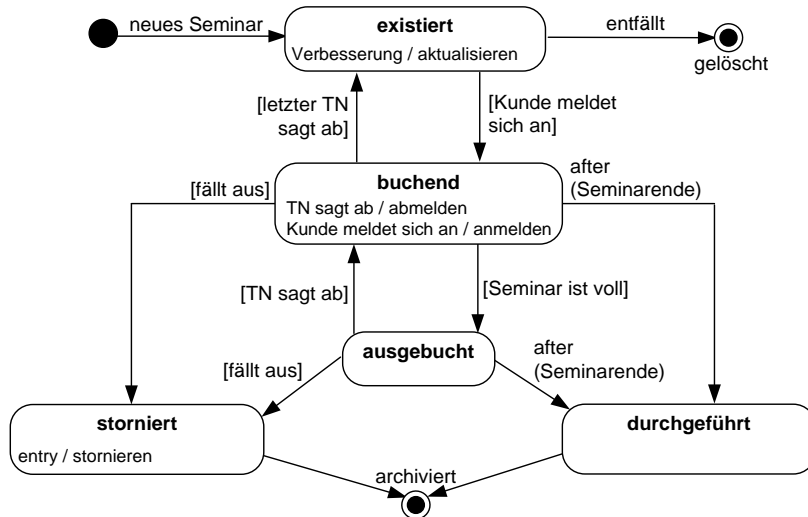 neues Seminar
existiert
Verbesserung / aktualisieren
entfällt
gelöscht
[letzter TN
sagt ab]
[Kunde meldet
sich an]
[fällt aus]
buchend
TN sagt ab / abmelden
Kunde meldet sich an / anmelden
after
(Seminarende)
[TN sagt ab]
[Seminar ist voll]
ausgebucht
[fällt aus]
after
(Seminarende)
storniert
entry / stornieren
durchgeführt
archiviert